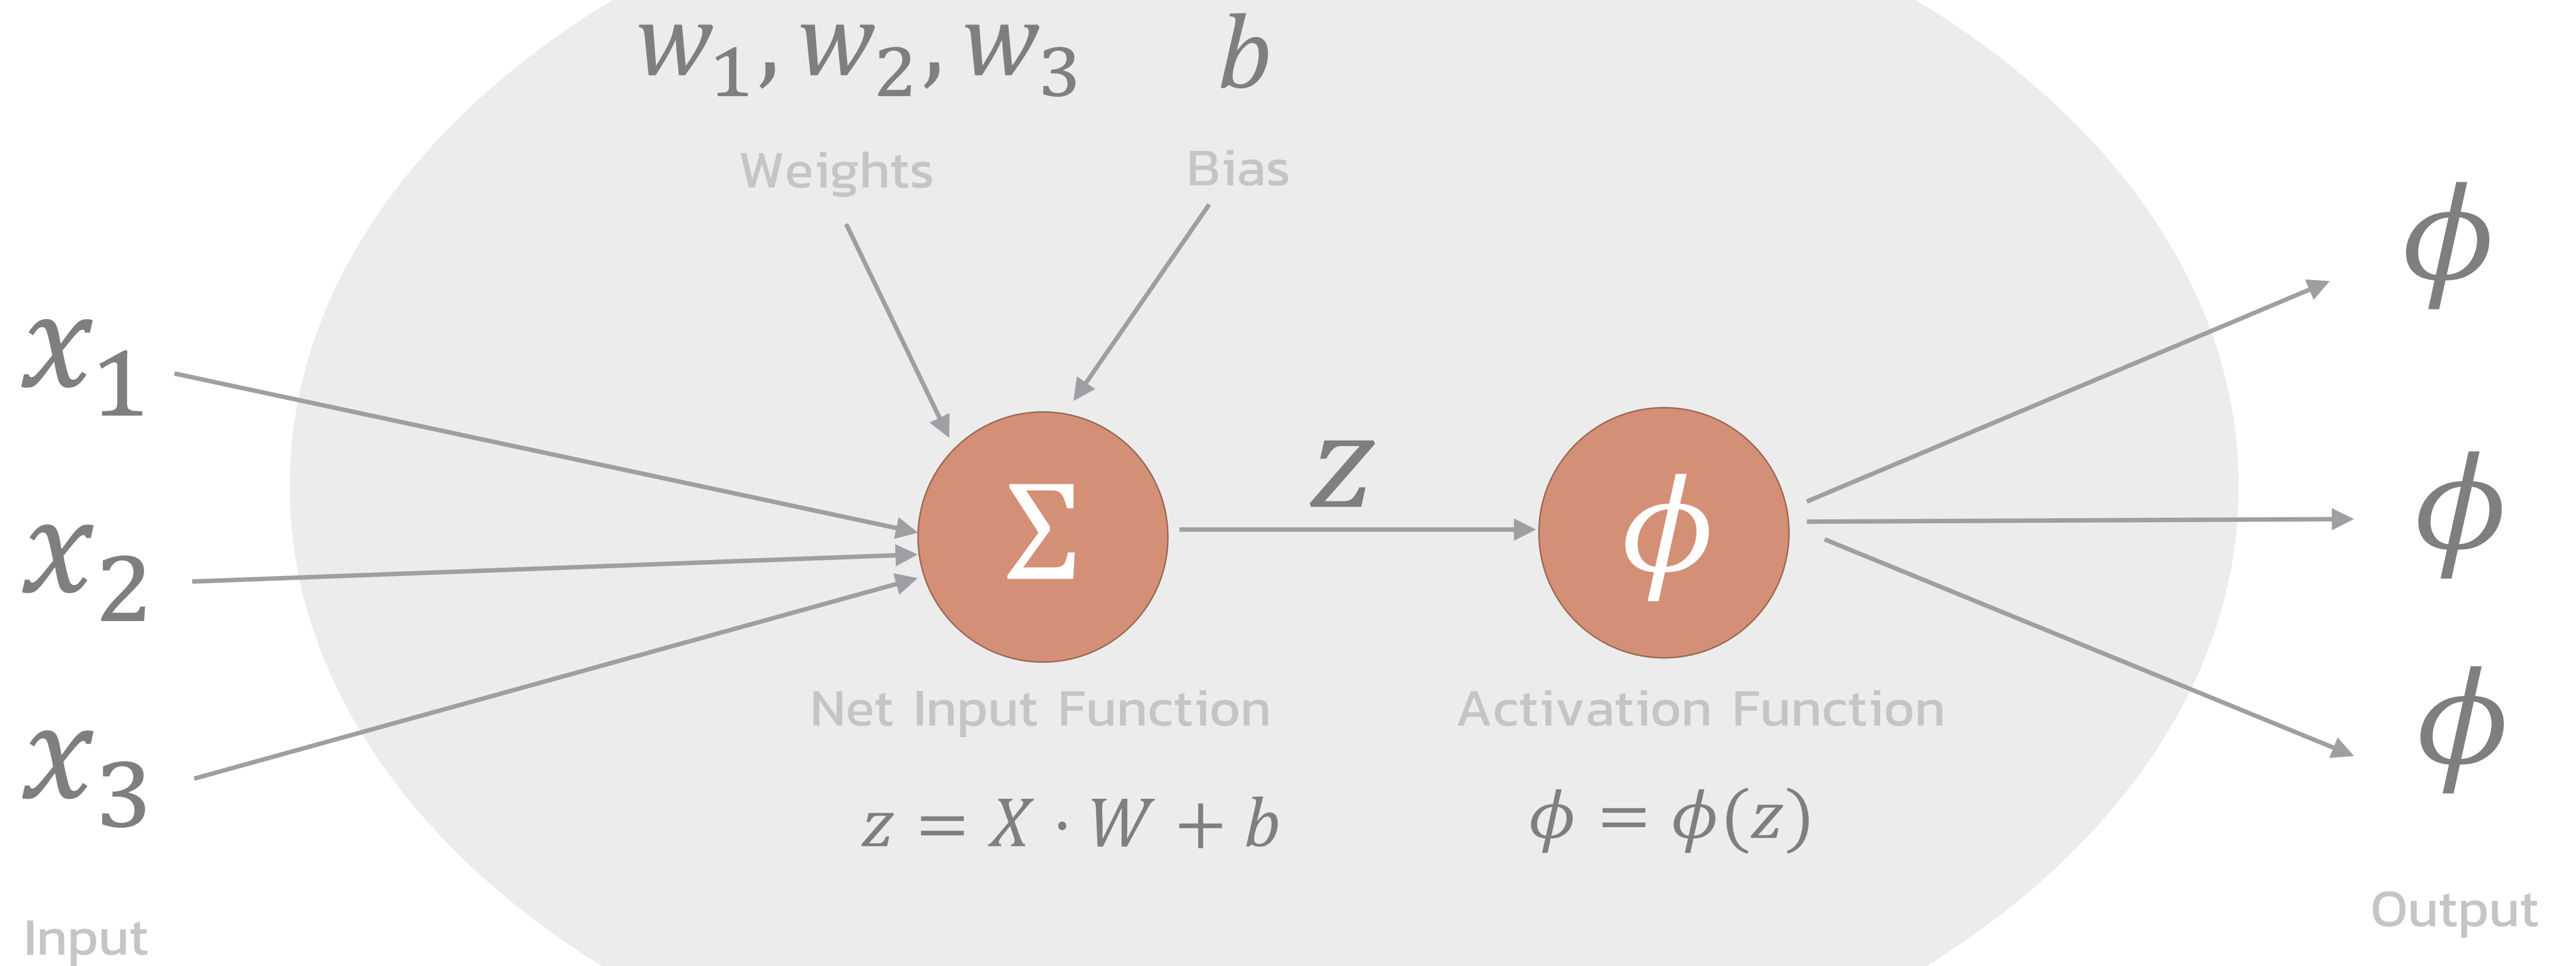 w₁, w₂, w₃
b
Weights
Bias
x₁
x₂
x₃
Σ
z
ϕ
ϕ
ϕ
ϕ
Net Input Function
Activation Function
z = X · W + b
ϕ = ϕ(z)
Input
Output